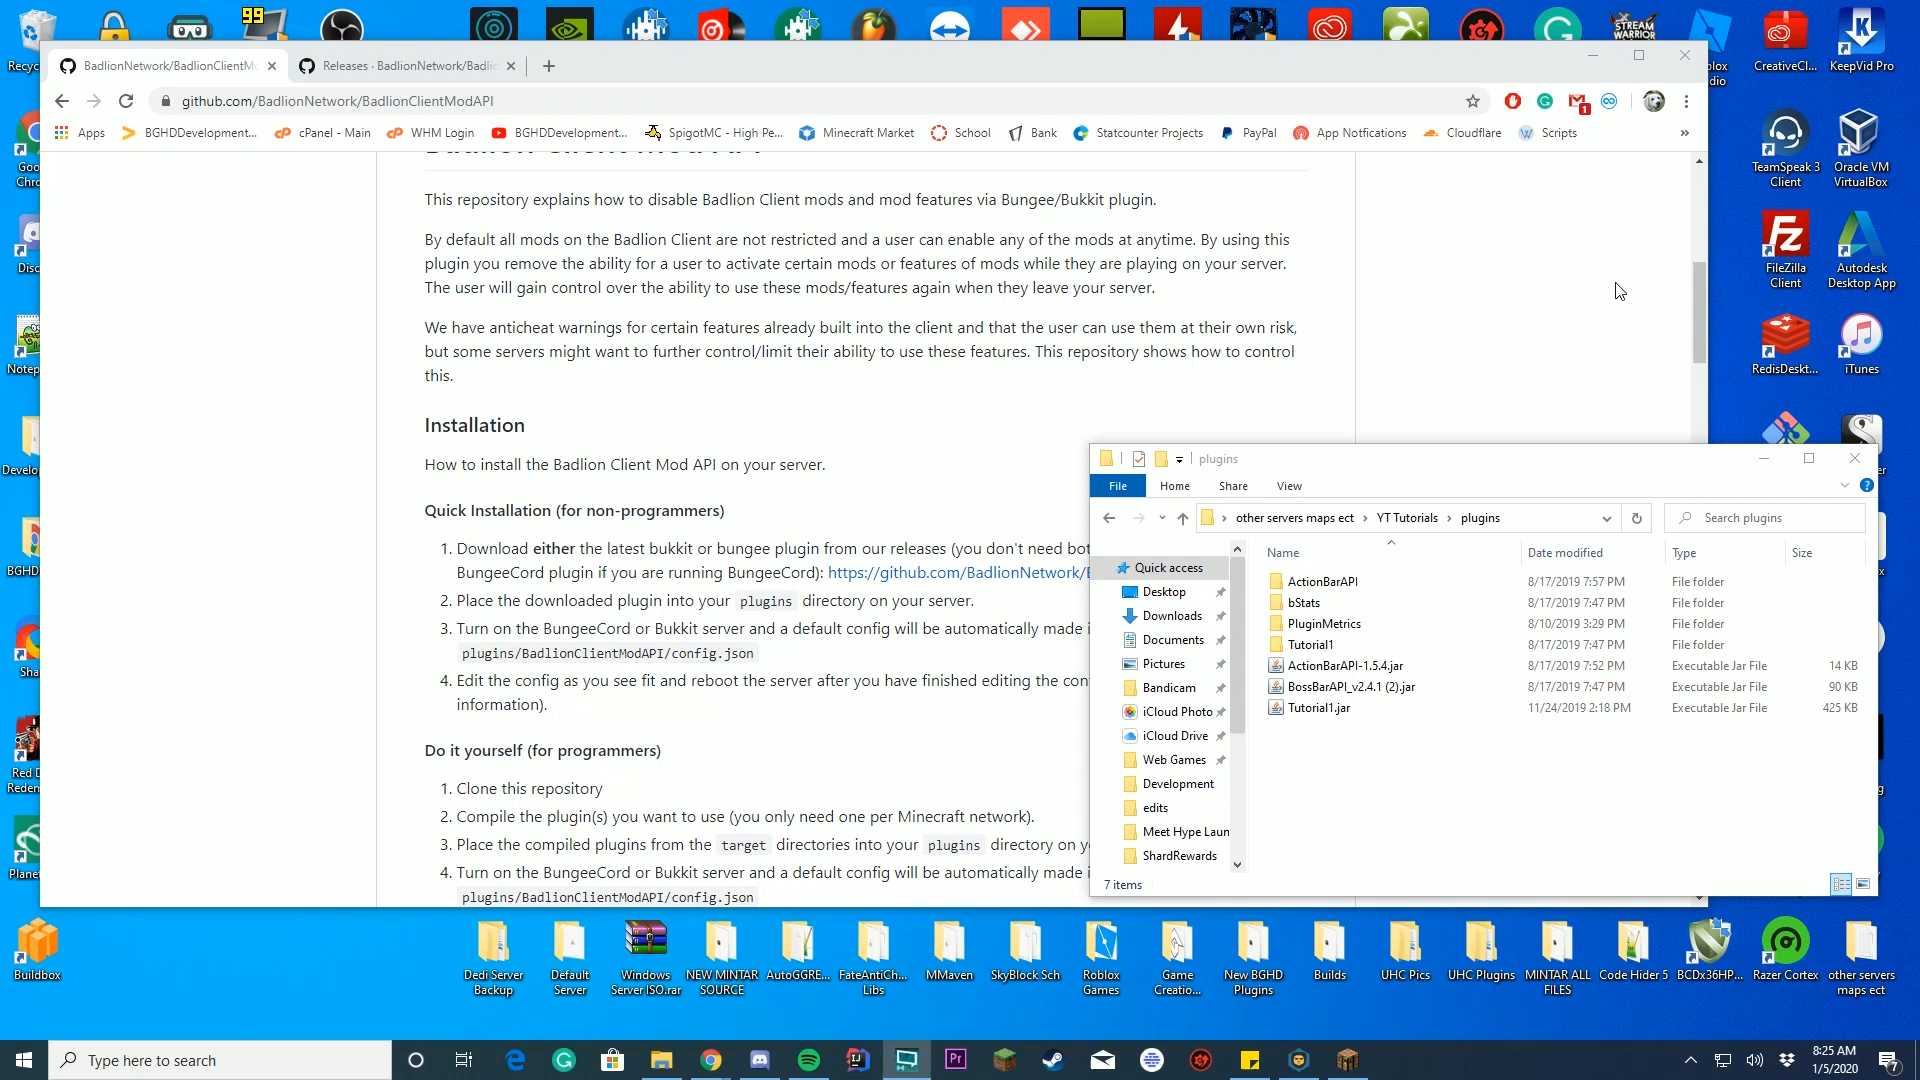 99
BadlionNetwork/BadlionClientMo
Releases · BadlionNetwork/Badlic
github.com/BadlionNetwork/BadlionClientModAPI
1
Apps
BGHDDevelopment...
cPanel - Main
WHM Login
BGHDDevelopment...
SpigotMC - High Pe...
Minecraft Market
School
Bank
Statcounter Projects
PayPal
App Notfications
Cloudflare
Scripts
»
This repository explains how to disable Badlion Client mods and mod features via Bungee/Bukkit plugin.
By default all mods on the Badlion Client are not restricted and a user can enable any of the mods at anytime. By using this
plugin you remove the ability for a user to activate certain mods or features of mods while they are playing on your server.
The user will gain control over the ability to use these mods/features again when they leave your server.
We have anticheat warnings for certain features already built into the client and that the user can use them at their own risk,
but some servers might want to further control/limit their ability to use these features. This repository shows how to control
this.
Installation
How to install the Badlion Client Mod API on your server.
Quick Installation (for non-programmers)
1. Download either the latest bukkit or bungee plugin from our releases (you don't need bot
BungeeCord plugin if you are running BungeeCord): https://github.com/BadlionNetwork/B
2. Place the downloaded plugin into your plugins directory on your server.
3. Turn on the BungeeCord or Bukkit server and a default config will be automatically made i
plugins/BadlionClientModAPI/config.json
4. Edit the config as you see fit and reboot the server after you have finished editing the con
information).
Do it yourself (for programmers)
1. Clone this repository
2. Compile the plugin(s) you want to use (you only need one per Minecraft network).
3. Place the compiled plugins from the target directories into your plugins directory on y
4. Turn on the BungeeCord or Bukkit server and a default config will be automatically made i
plugins/BadlionClientModAPI/config.json
plugins
File
Home
Share
View
other servers maps ect
YT Tutorials
plugins
Search plugins
Name
Date modified
Type
Size
ActionBarAPI 8/17/2019 7:57 PM File folder
bStats 8/17/2019 7:47 PM File folder
PluginMetrics 8/10/2019 3:29 PM File folder
Tutorial1 8/17/2019 7:47 PM File folder
ActionBarAPI-1.5.4.jar 8/17/2019 7:52 PM Executable Jar File 14 KB
BossBarAPI_v2.4.1 (2).jar 8/17/2019 7:47 PM Executable Jar File 90 KB
Tutorial1.jar 11/24/2019 2:18 PM Executable Jar File 425 KB
Quick access
Desktop
Downloads
Documents
Pictures
Bandicam
iCloud Photo
iCloud Drive
Web Games
Development
edits
Meet Hype Laun
ShardRewards
7 items
STREAM
WARRIOR
Recyc
Goo
Chro
Disc
Notep
Develo
BGHD
Sha
Red D
Reden
Plane
Buildbox
olox
dio
CreativeCl...
KeepVid Pro
TeamSpeak 3
Client
Oracle VM
VirtualBox
FileZilla
Client
Autodesk
Desktop App
RedisDeskt...
iTunes
Dedi Server
Backup
Default
Server
Windows
Server ISO.rar
NEW MINTAR
SOURCE
AutoGGRE...
FateAntiCh...
Libs
MMaven
SkyBlock Sch
Roblox
Games
Game
Creatio...
New BGHD
Plugins
Builds
UHC Pics
UHC Plugins
MINTAR ALL
FILES
Code Hider 5
BCDx36HP...
Razer Cortex
other servers
maps ect
Type here to search
Pr
8:25 AM
1/5/2020
7